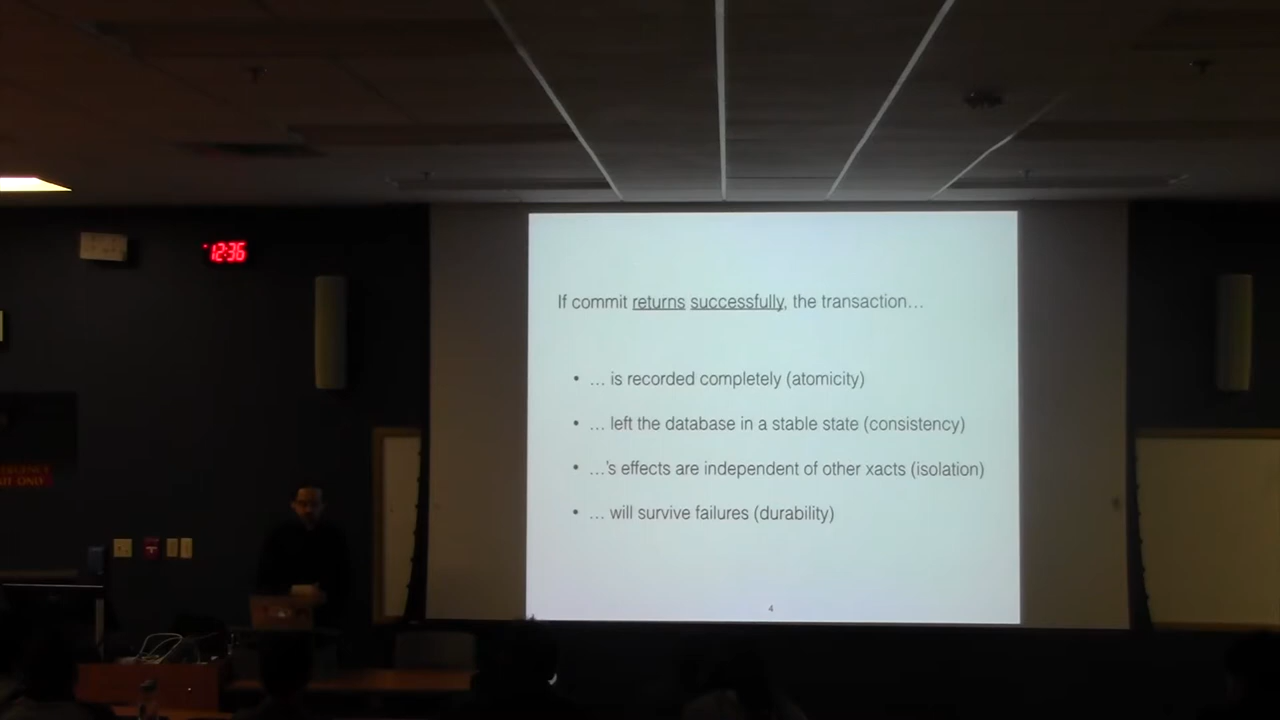 12:36
If commit returns successfully, the transaction…
• … is recorded completely (atomicity)
• … left the database in a stable state (consistency)
• …'s effects are independent of other xacts (isolation)
• … will survive failures (durability)
4